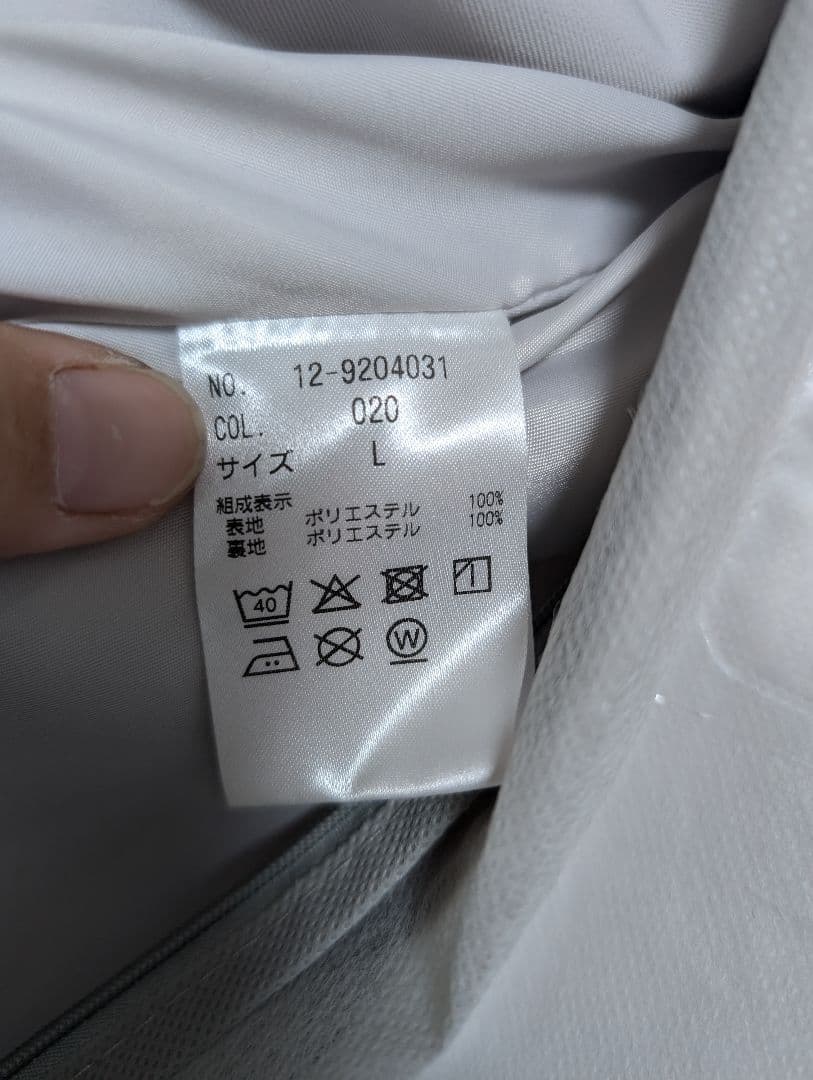 NO. 12-9204031
COL. 020
サイズ L
組成表示
表地 ポリエステル 100%
裏地 ポリエステル 100%
40
W